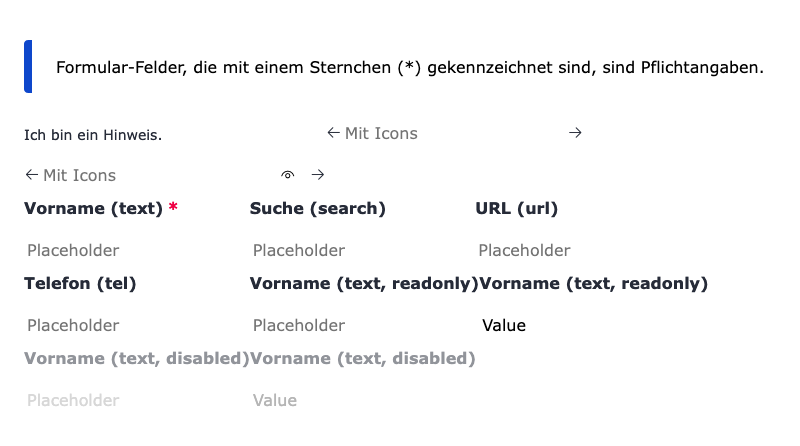 Formular-Felder, die mit einem Sternchen (*) gekennzeichnet sind, sind Pflichtangaben.
Ich bin ein Hinweis. ← Mit Icons →
← Mit Icons →
Vorname (text) * Suche (search) URL (url)
Placeholder Placeholder Placeholder
Telefon (tel) Vorname (text, readonly) Vorname (text, readonly)
Placeholder Placeholder Value
Vorname (text, disabled) Vorname (text, disabled)
Placeholder Value